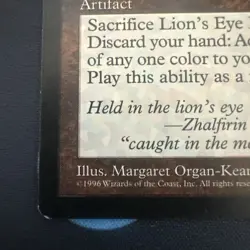 Artifact
Sacrifice Lion's Eye
Discard your hand: Ad
of any one color to yo
Play this ability as a
Held in the lion's eye
—Zhalfirin
"caught in the mo
Illus. Margaret Organ-Kean
©1996 Wizards of the Coast, Inc. All rights rese